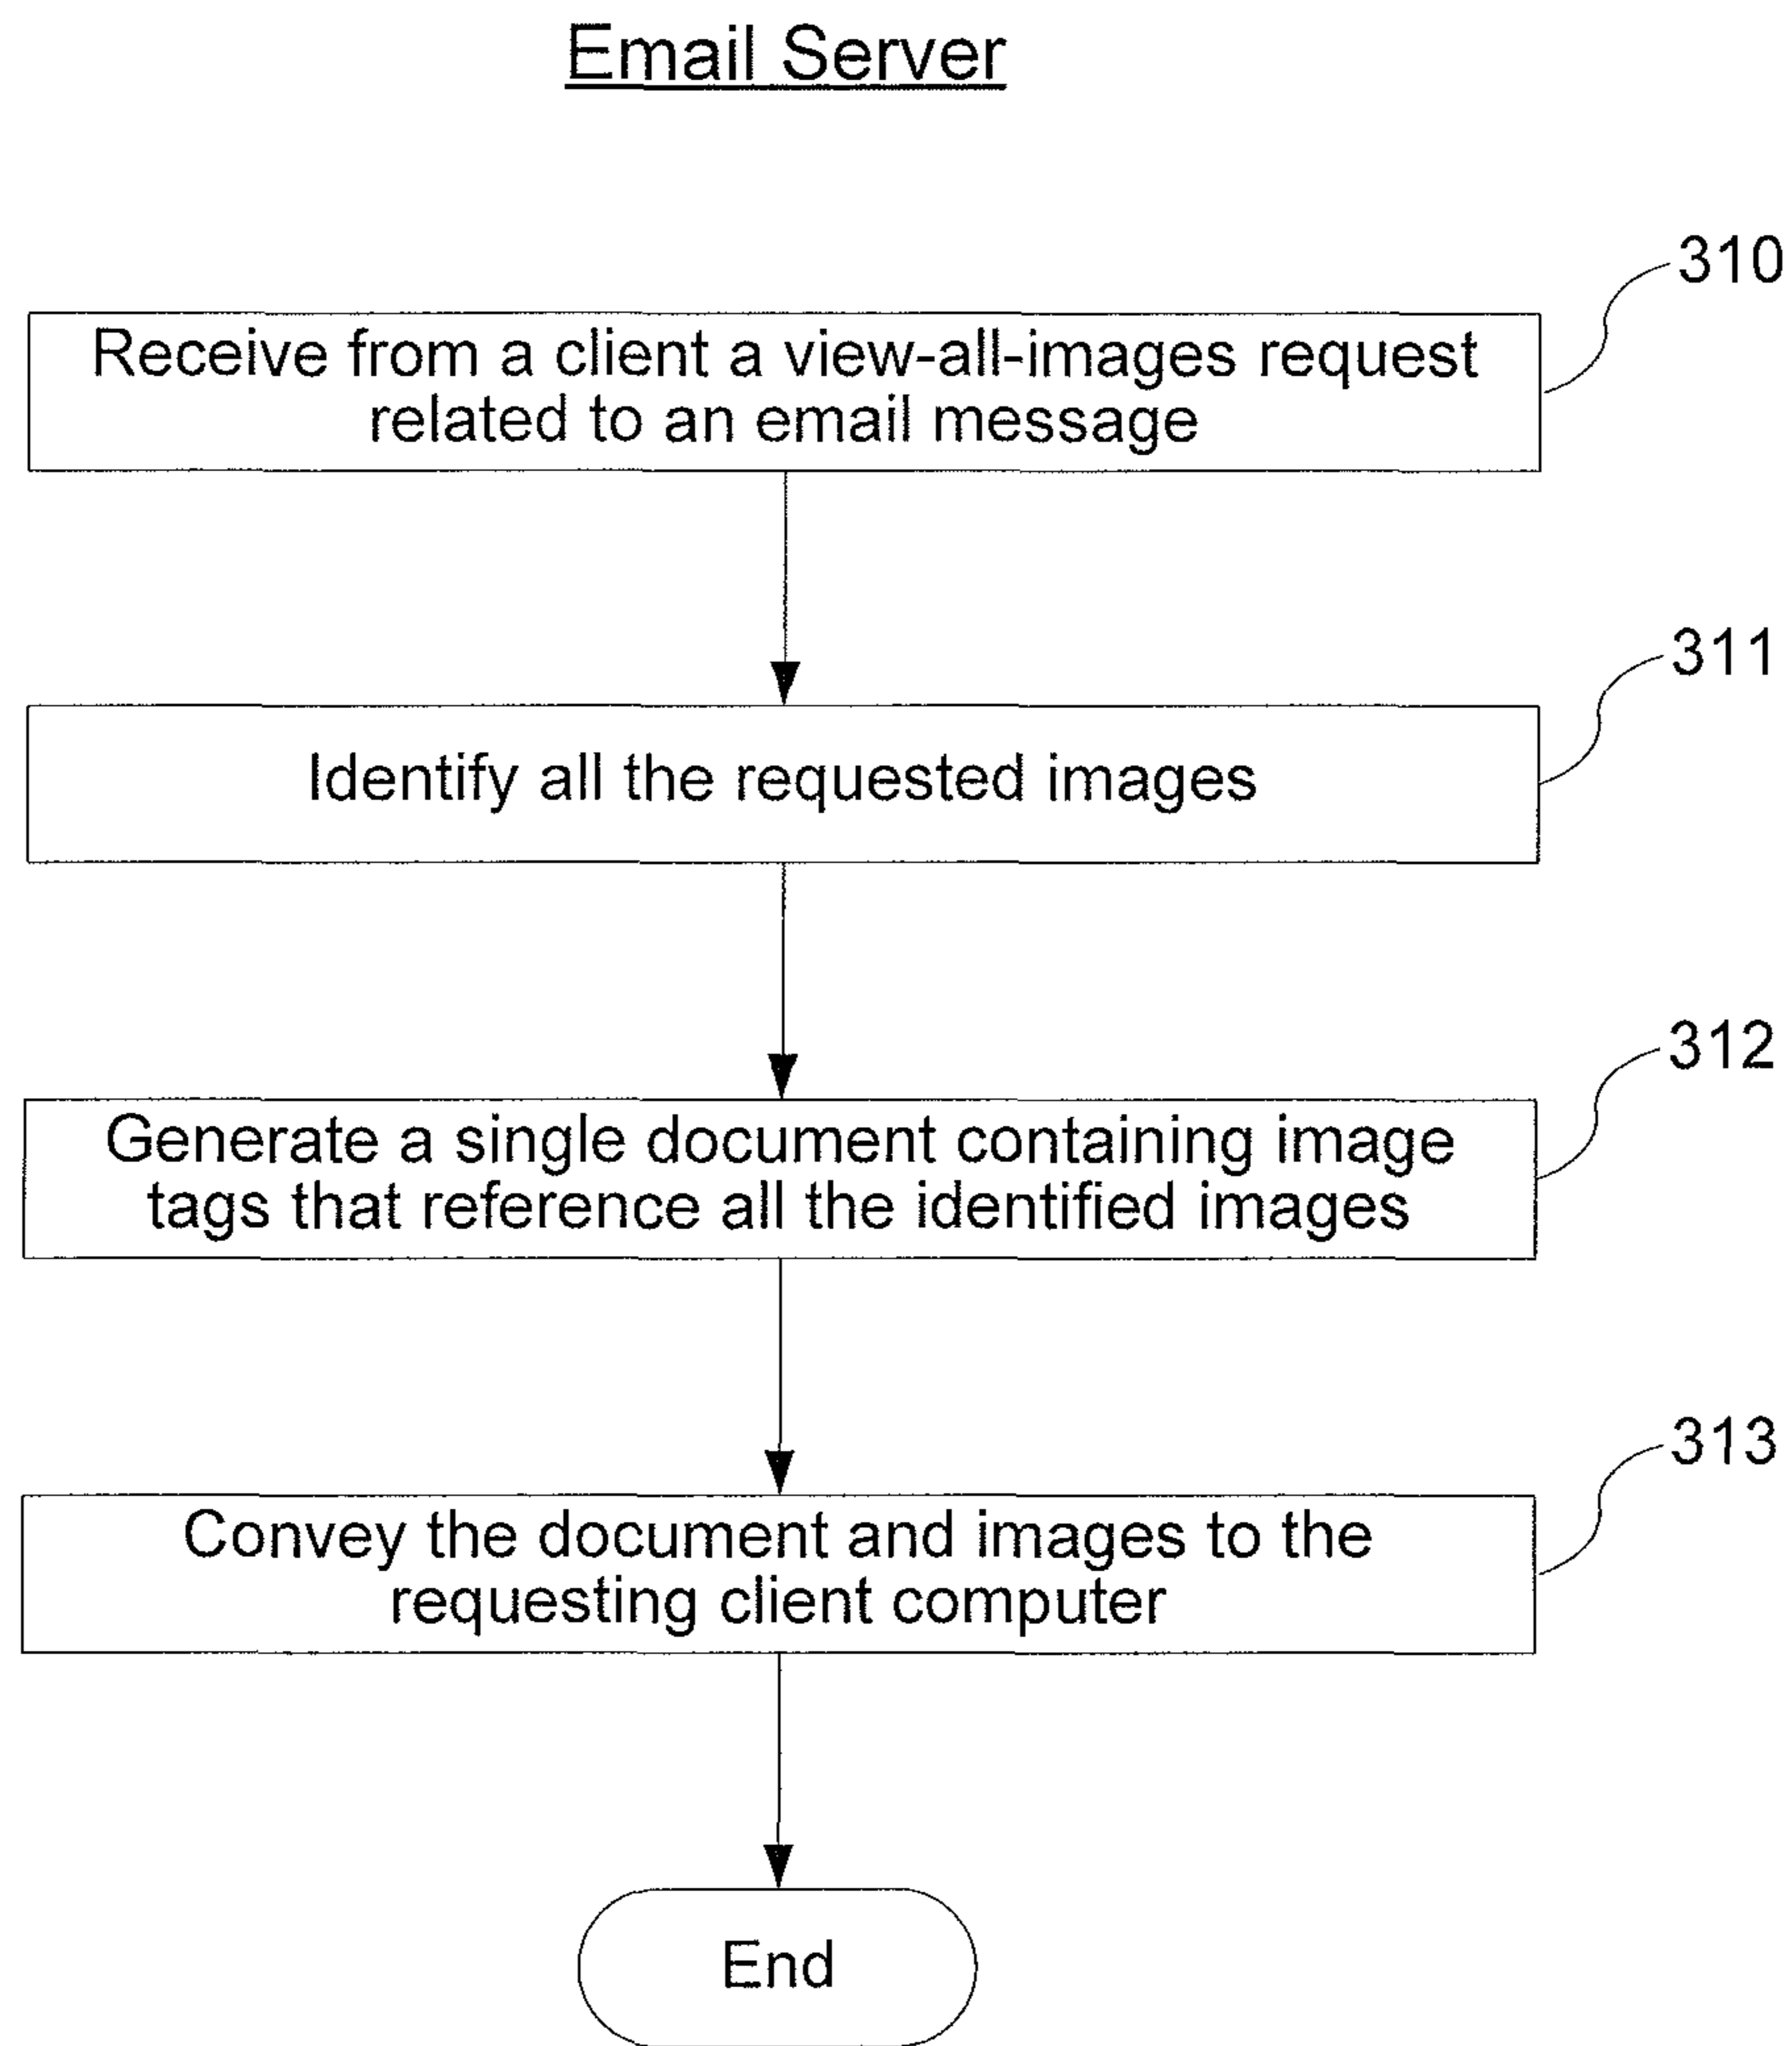 Email Server
310
Receive from a client a view-all-images request
related to an email message
311
Identify all the requested images
312
Generate a single document containing image
tags that reference all the identified images
313
Convey the document and images to the
requesting client computer
End